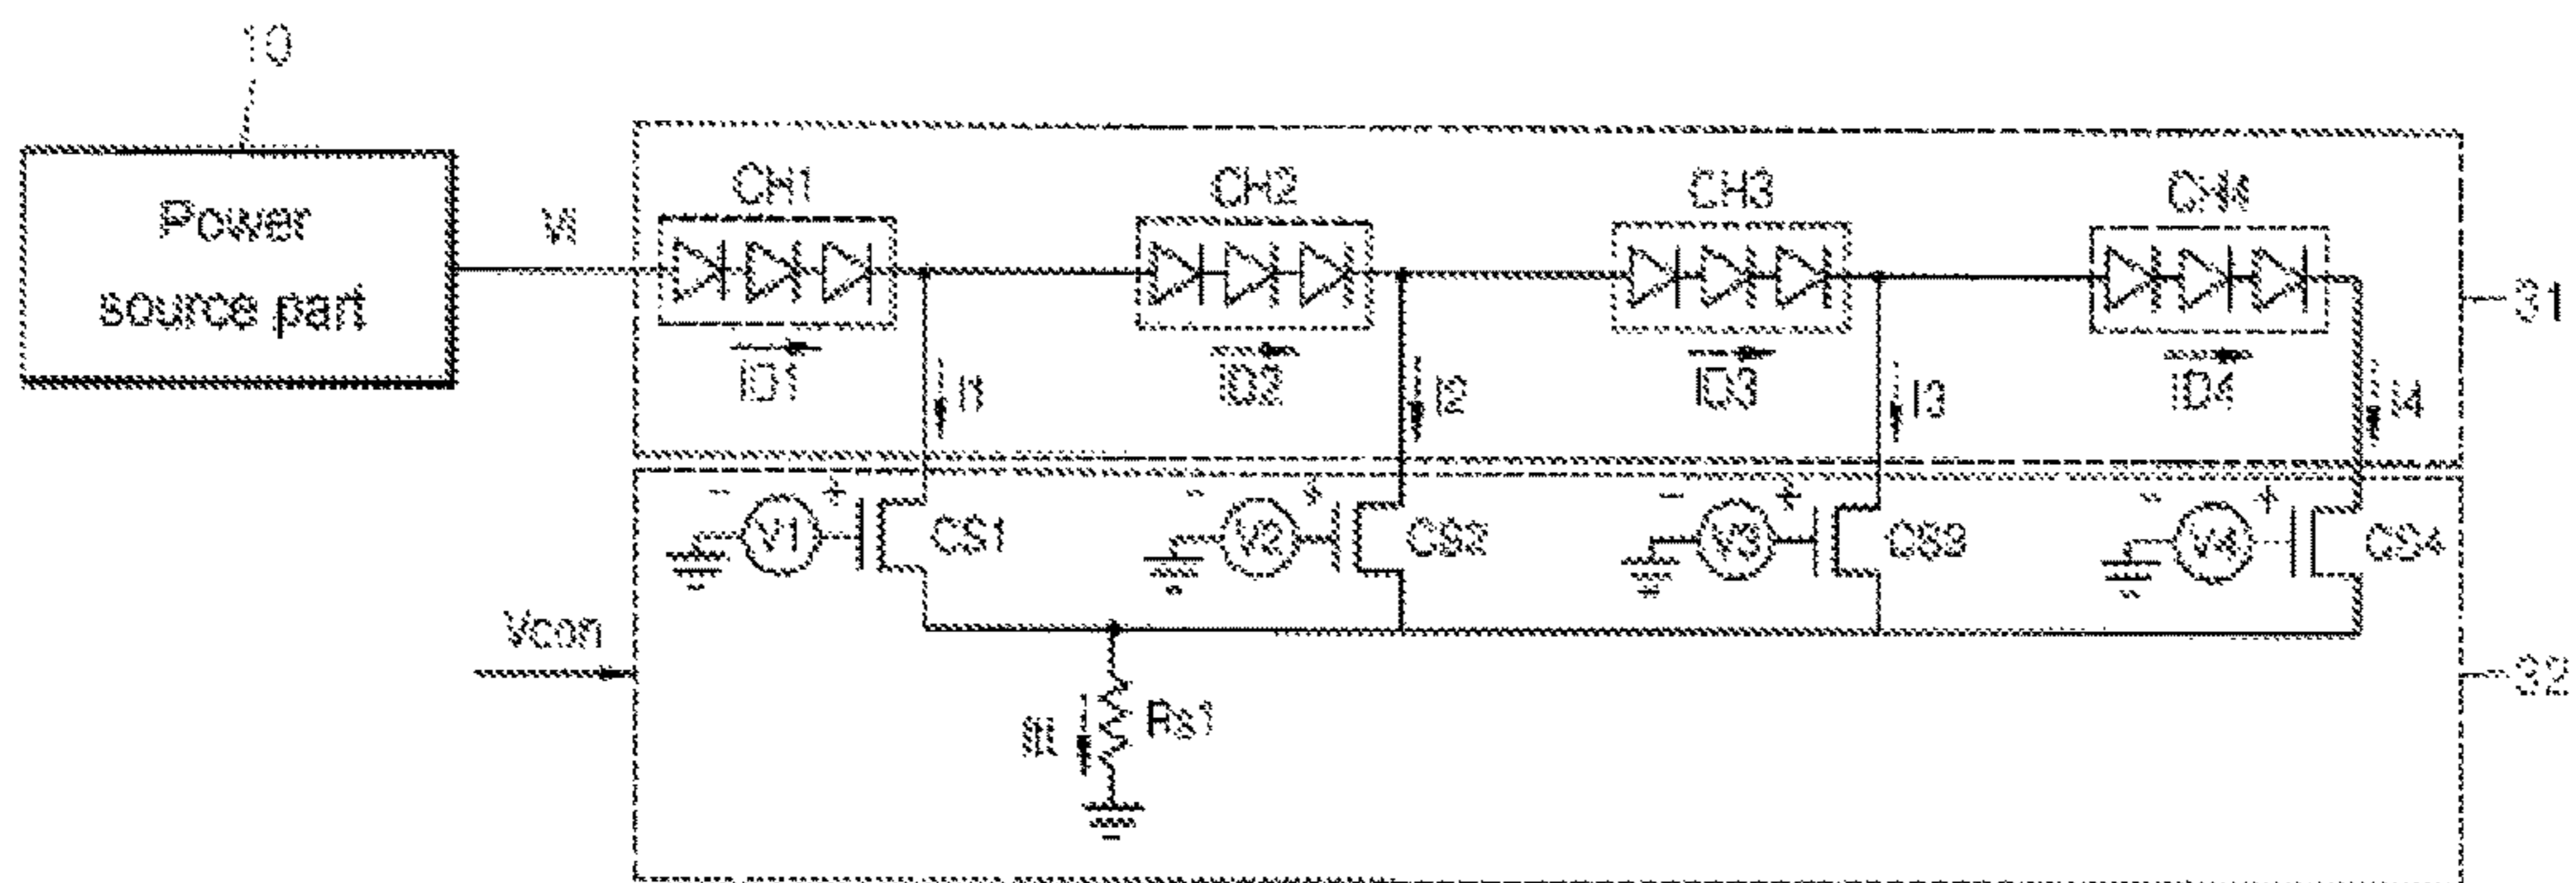 10
Power
source part
Vi
CH1
CH2
CH3
CH4
ID1
ID2
ID3
ID4
I1
I2
I3
I4
31
- V1 +
CS1
- V2 +
CS2
- V3 +
- V4 +
CS4
Vcon
Rs1
32